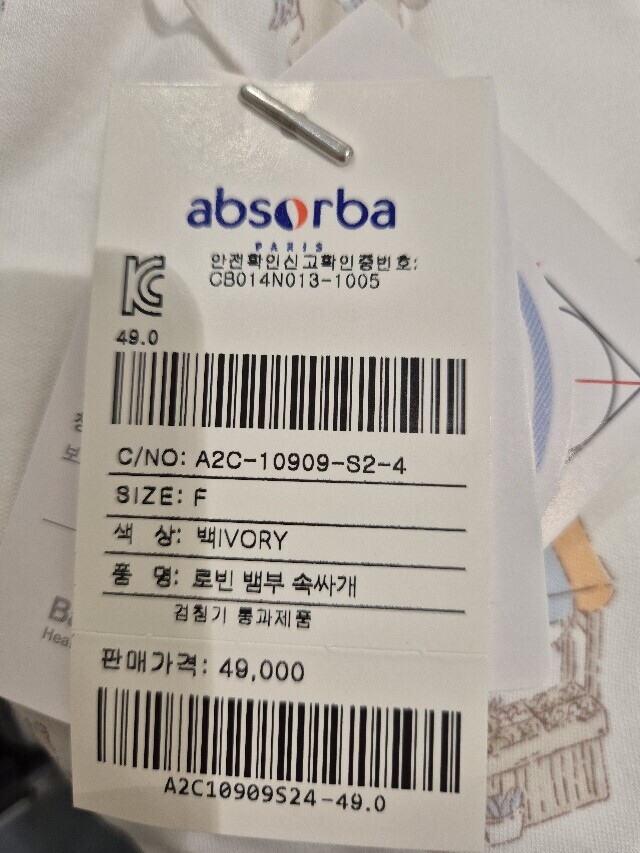 absorba
PARIS
안전확인신고확인증번호:
CB014N013-1005
49.0
C/NO: A2C-10909-S2-4
SIZE: F
색 상: 백IVORY
품 명: 로빈 뱀부 속싸개
검침기 통과제품
판매가격: 49,000
A2C10909S24-49.0